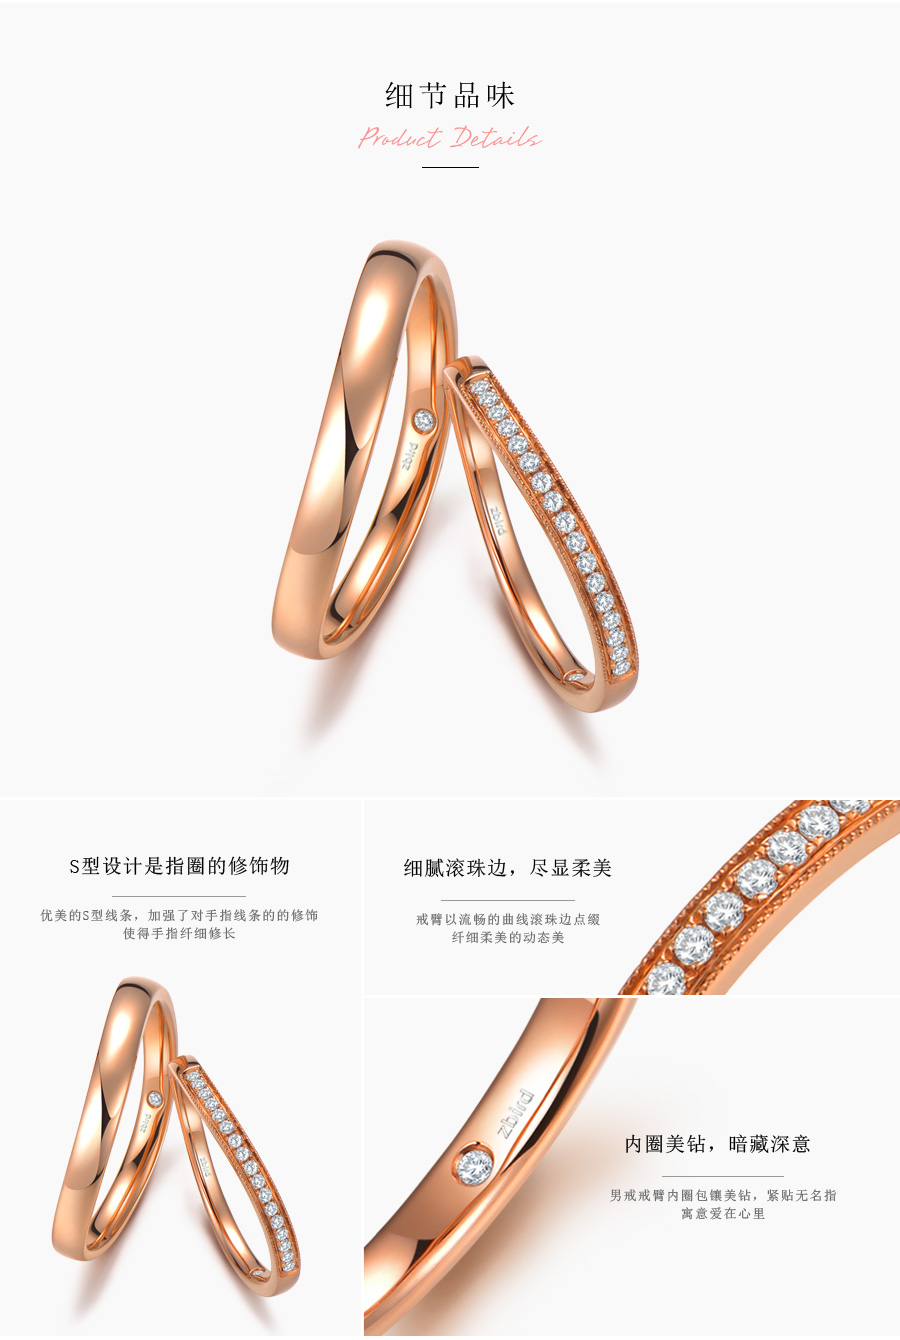 细节品味
Product Details
zbird
zbird
S型设计是指圈的修饰物
优美的S型线条，加强了对手指线条的的修饰
使得手指纤细修长
zbird
zbird
细腻滚珠边，尽显柔美
戒臂以流畅的曲线滚珠边点缀
纤细柔美的动态美
zbird
内圈美钻，暗藏深意
男戒戒臂内圈包镶美钻，紧贴无名指
寓意爱在心里